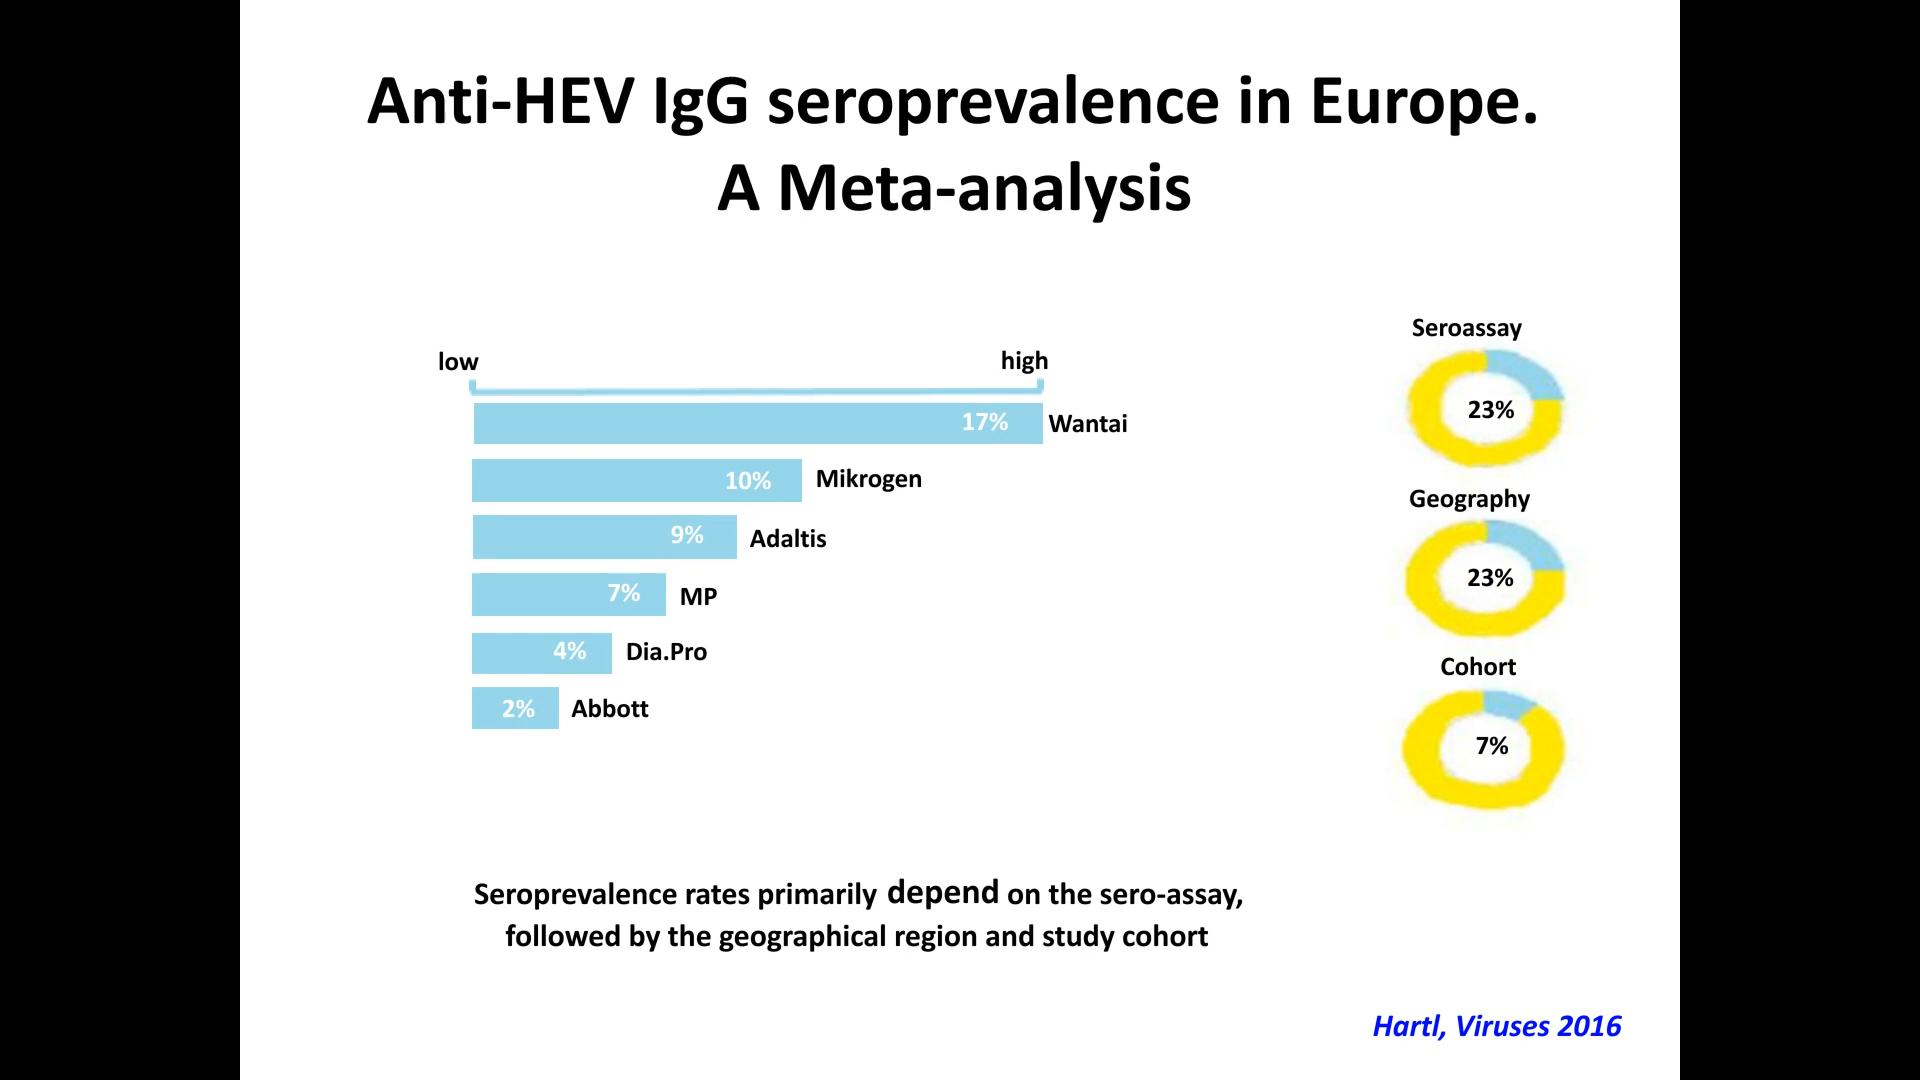 Anti-HEV IgG seroprevalence in Europe.
A Meta-analysis
low
high
17% Wantai
10% Mikrogen
9% Adaltis
7% MP
4% Dia.Pro
2% Abbott
Seroassay
23%
Geography
23%
Cohort
7%
Seroprevalence rates primarily depend on the sero-assay,
followed by the geographical region and study cohort
Hartl, Viruses 2016